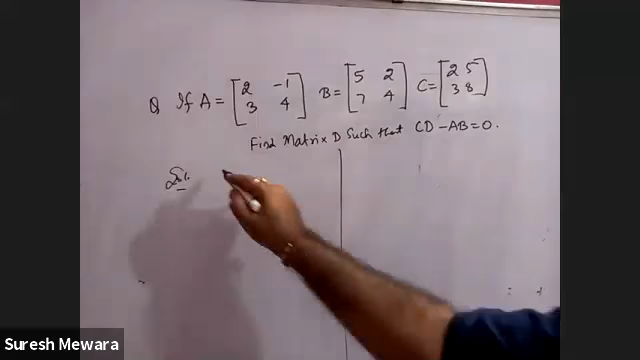 Q If A = [2 -1 3 4] B = [5 2 7 4] C = [2 5 3 8]
Find Matrix D Such that CD - AB = 0.
Sol.
Suresh Mewara